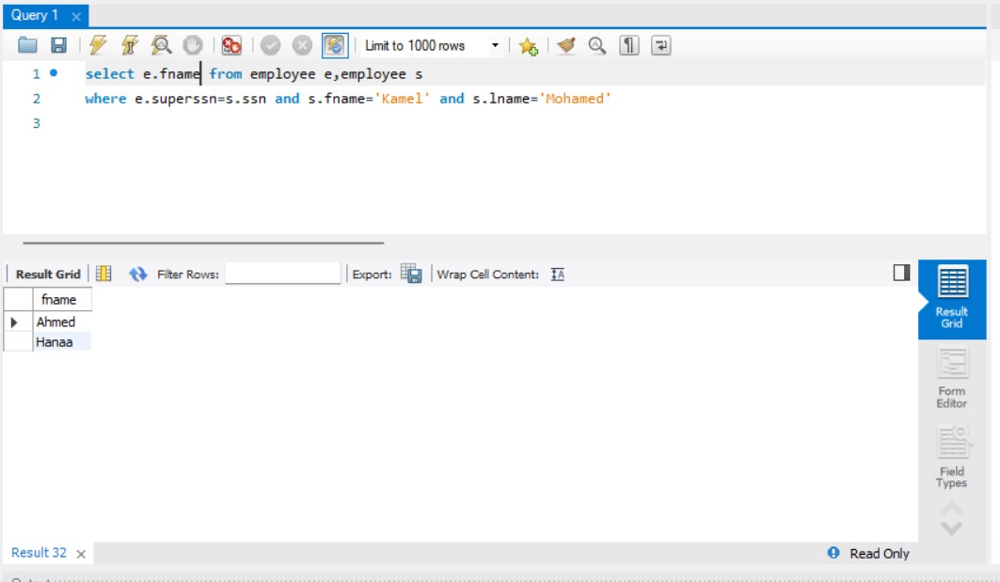 Query 1
Limit to 1000 rows
1 select e.fname from employee e,employee s
2 where e.superssn=s.ssn and s.fname='Kamel' and s.lname='Mohamed'
3
Result Grid Filter Rows: Export: Wrap Cell Content: IA
fname
Ahmed
Hanaa
Result
Grid
Form
Editor
Field
Types
Result 32 Read Only